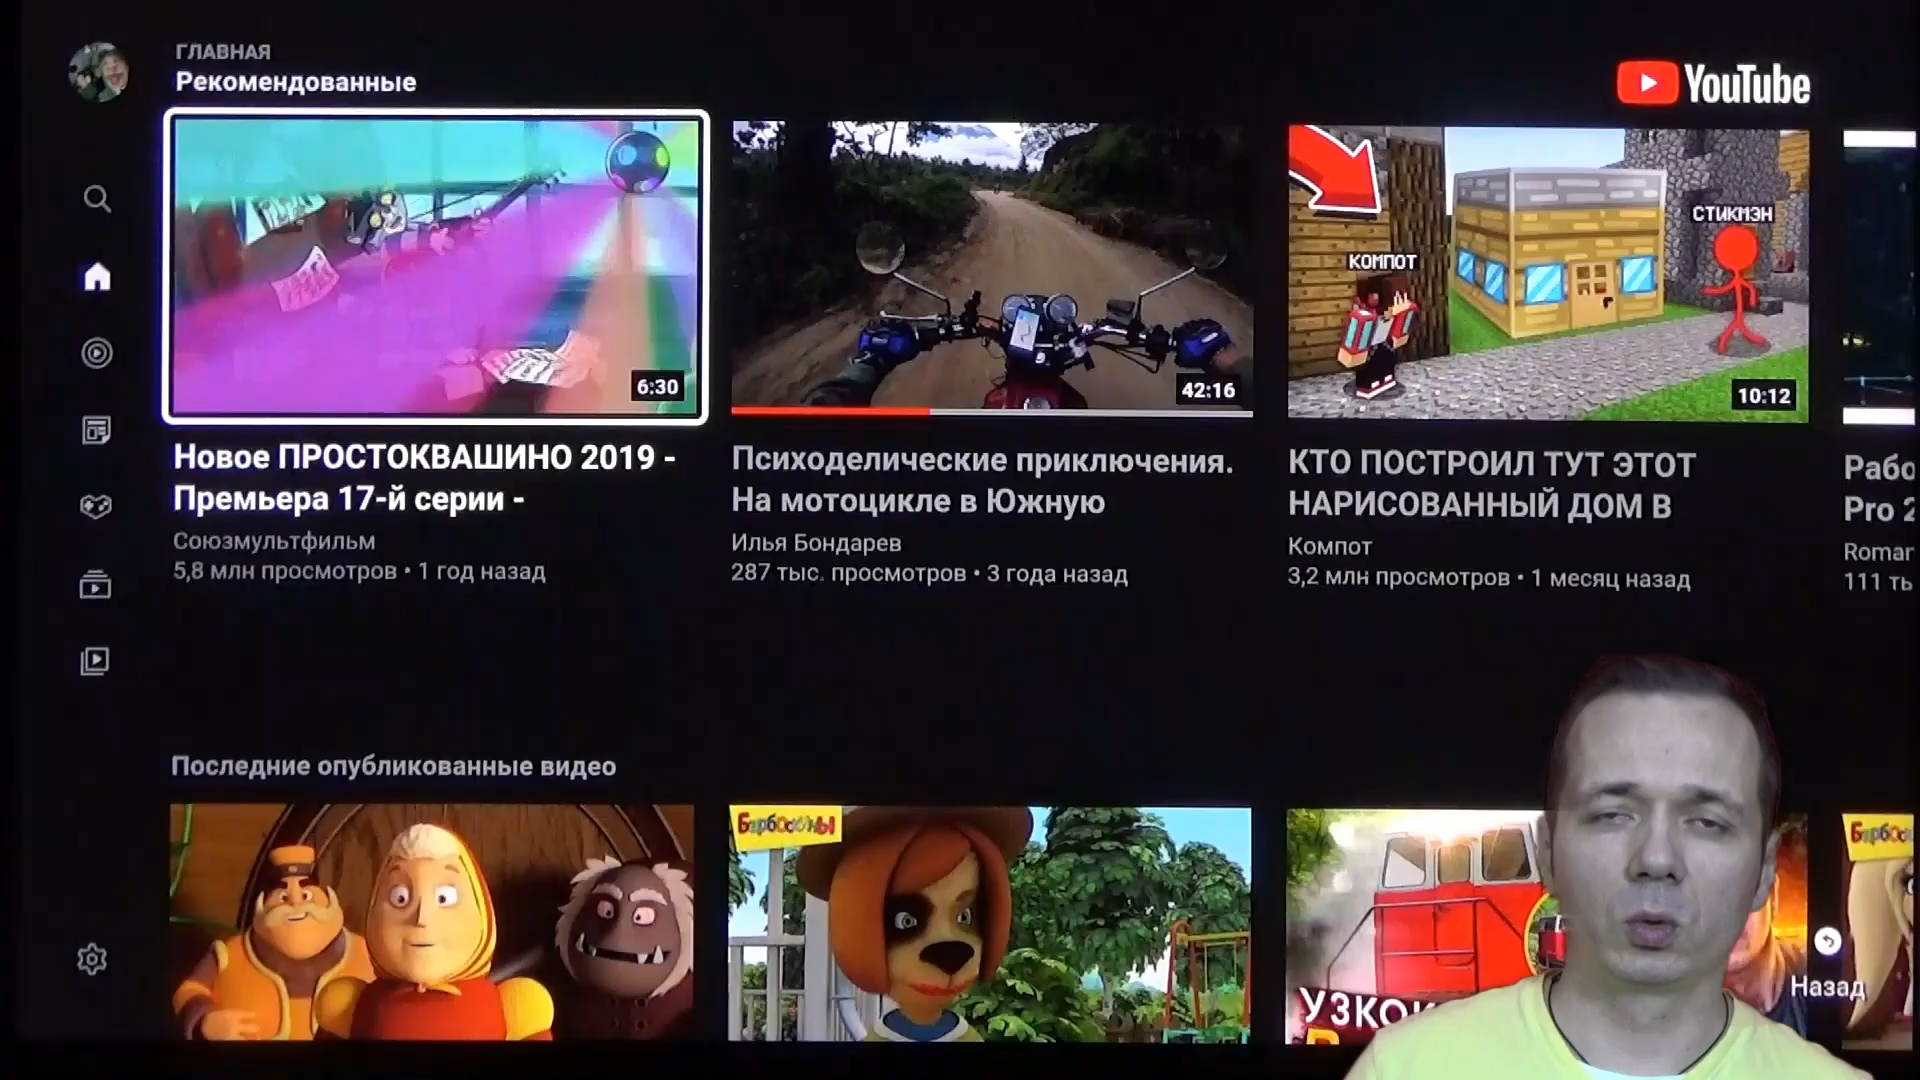 ГЛАВНАЯ
Рекомендованные
YouTube
КОМПОТ
СТИКМЭН
6:30
42:16
10:12
Новое ПРОСТОКВАШИНО 2019 -
Премьера 17-й серии -
Союзмультфильм
5,8 млн просмотров • 1 год назад
Психоделические приключения.
На мотоцикле в Южную
Илья Бондарев
287 тыс. просмотров • 3 года назад
КТО ПОСТРОИЛ ТУТ ЭТОТ
НАРИСОВАННЫЙ ДОМ В
Компот
3,2 млн просмотров • 1 месяц назад
Pro
111
Последние опубликованные видео
Барбоскины
Назад